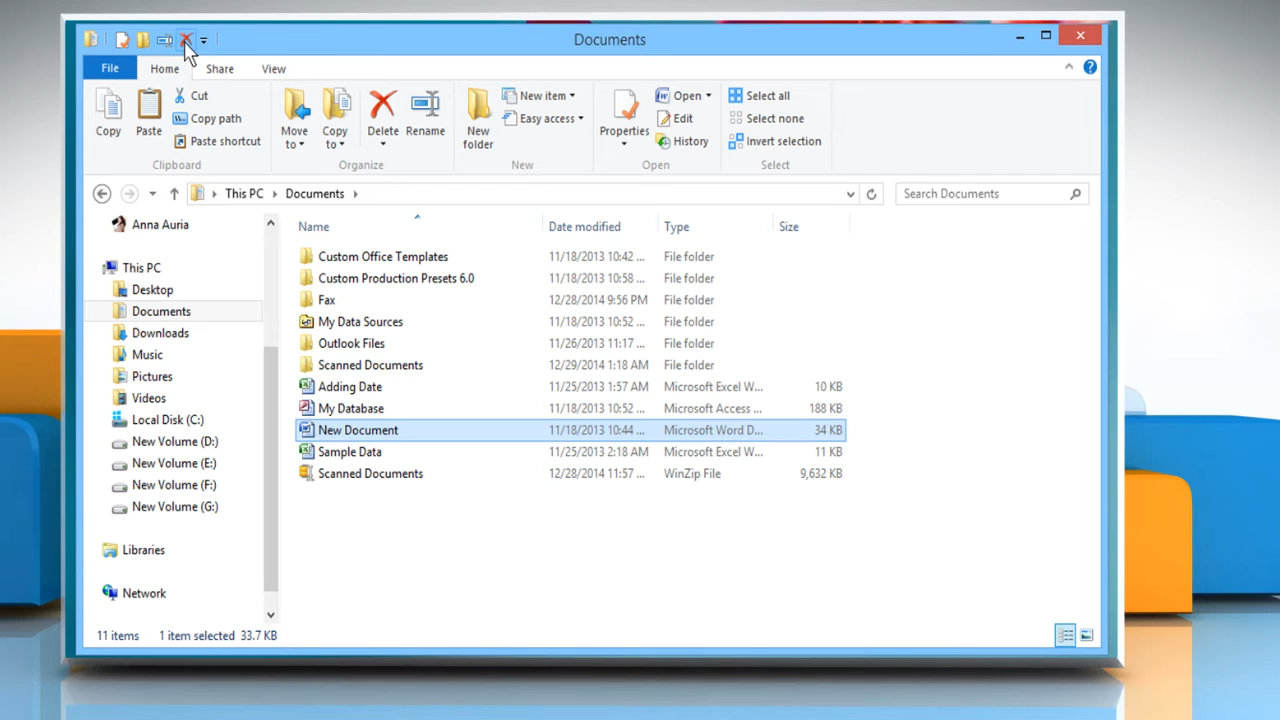 Documents
File Home Share View
Copy Paste Cut Copy path Paste shortcut
Clipboard
Move to Copy to Delete Rename
Organize
New folder New item Easy access
New
Properties Open Edit History
Open
Select all Select none Invert selection
Select
This PC Documents Search Documents
Anna Auria
This PC
Desktop
Documents
Downloads
Music
Pictures
Videos
Local Disk (C:)
New Volume (D:)
New Volume (E:)
New Volume (F:)
New Volume (G:)
Libraries
Network
Name Date modified Type Size
Custom Office Templates 11/18/2013 10:42 ... File folder
Custom Production Presets 6.0 11/18/2013 10:58 ... File folder
Fax 12/28/2014 9:56 PM File folder
My Data Sources 11/18/2013 10:52 ... File folder
Outlook Files 11/26/2013 11:17 ... File folder
Scanned Documents 12/29/2014 1:18 AM File folder
Adding Date 11/25/2013 1:57 AM Microsoft Excel W... 10 KB
My Database 11/18/2013 10:52 ... Microsoft Access ... 188 KB
New Document 11/18/2013 10:44 ... Microsoft Word D... 34 KB
Sample Data 11/25/2013 2:18 AM Microsoft Excel W... 11 KB
Scanned Documents 12/28/2014 11:57 ... WinZip File 9,632 KB
11 items 1 item selected 33.7 KB